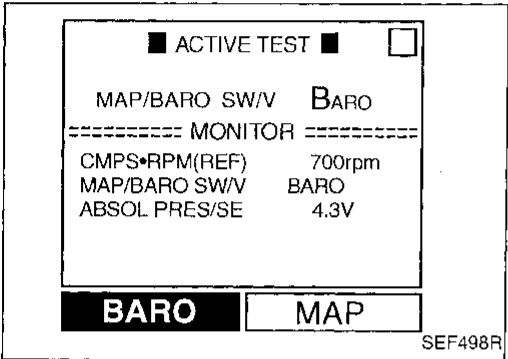 ■ ACTIVE TEST ■
MAP/BARO SW/V BARO
========= MONITOR =========
CMPS•RPM(REF) 700rpm
MAP/BARO SW/V BARO
ABSOL PRES/SE 4.3V
BARO MAP
SEF498R